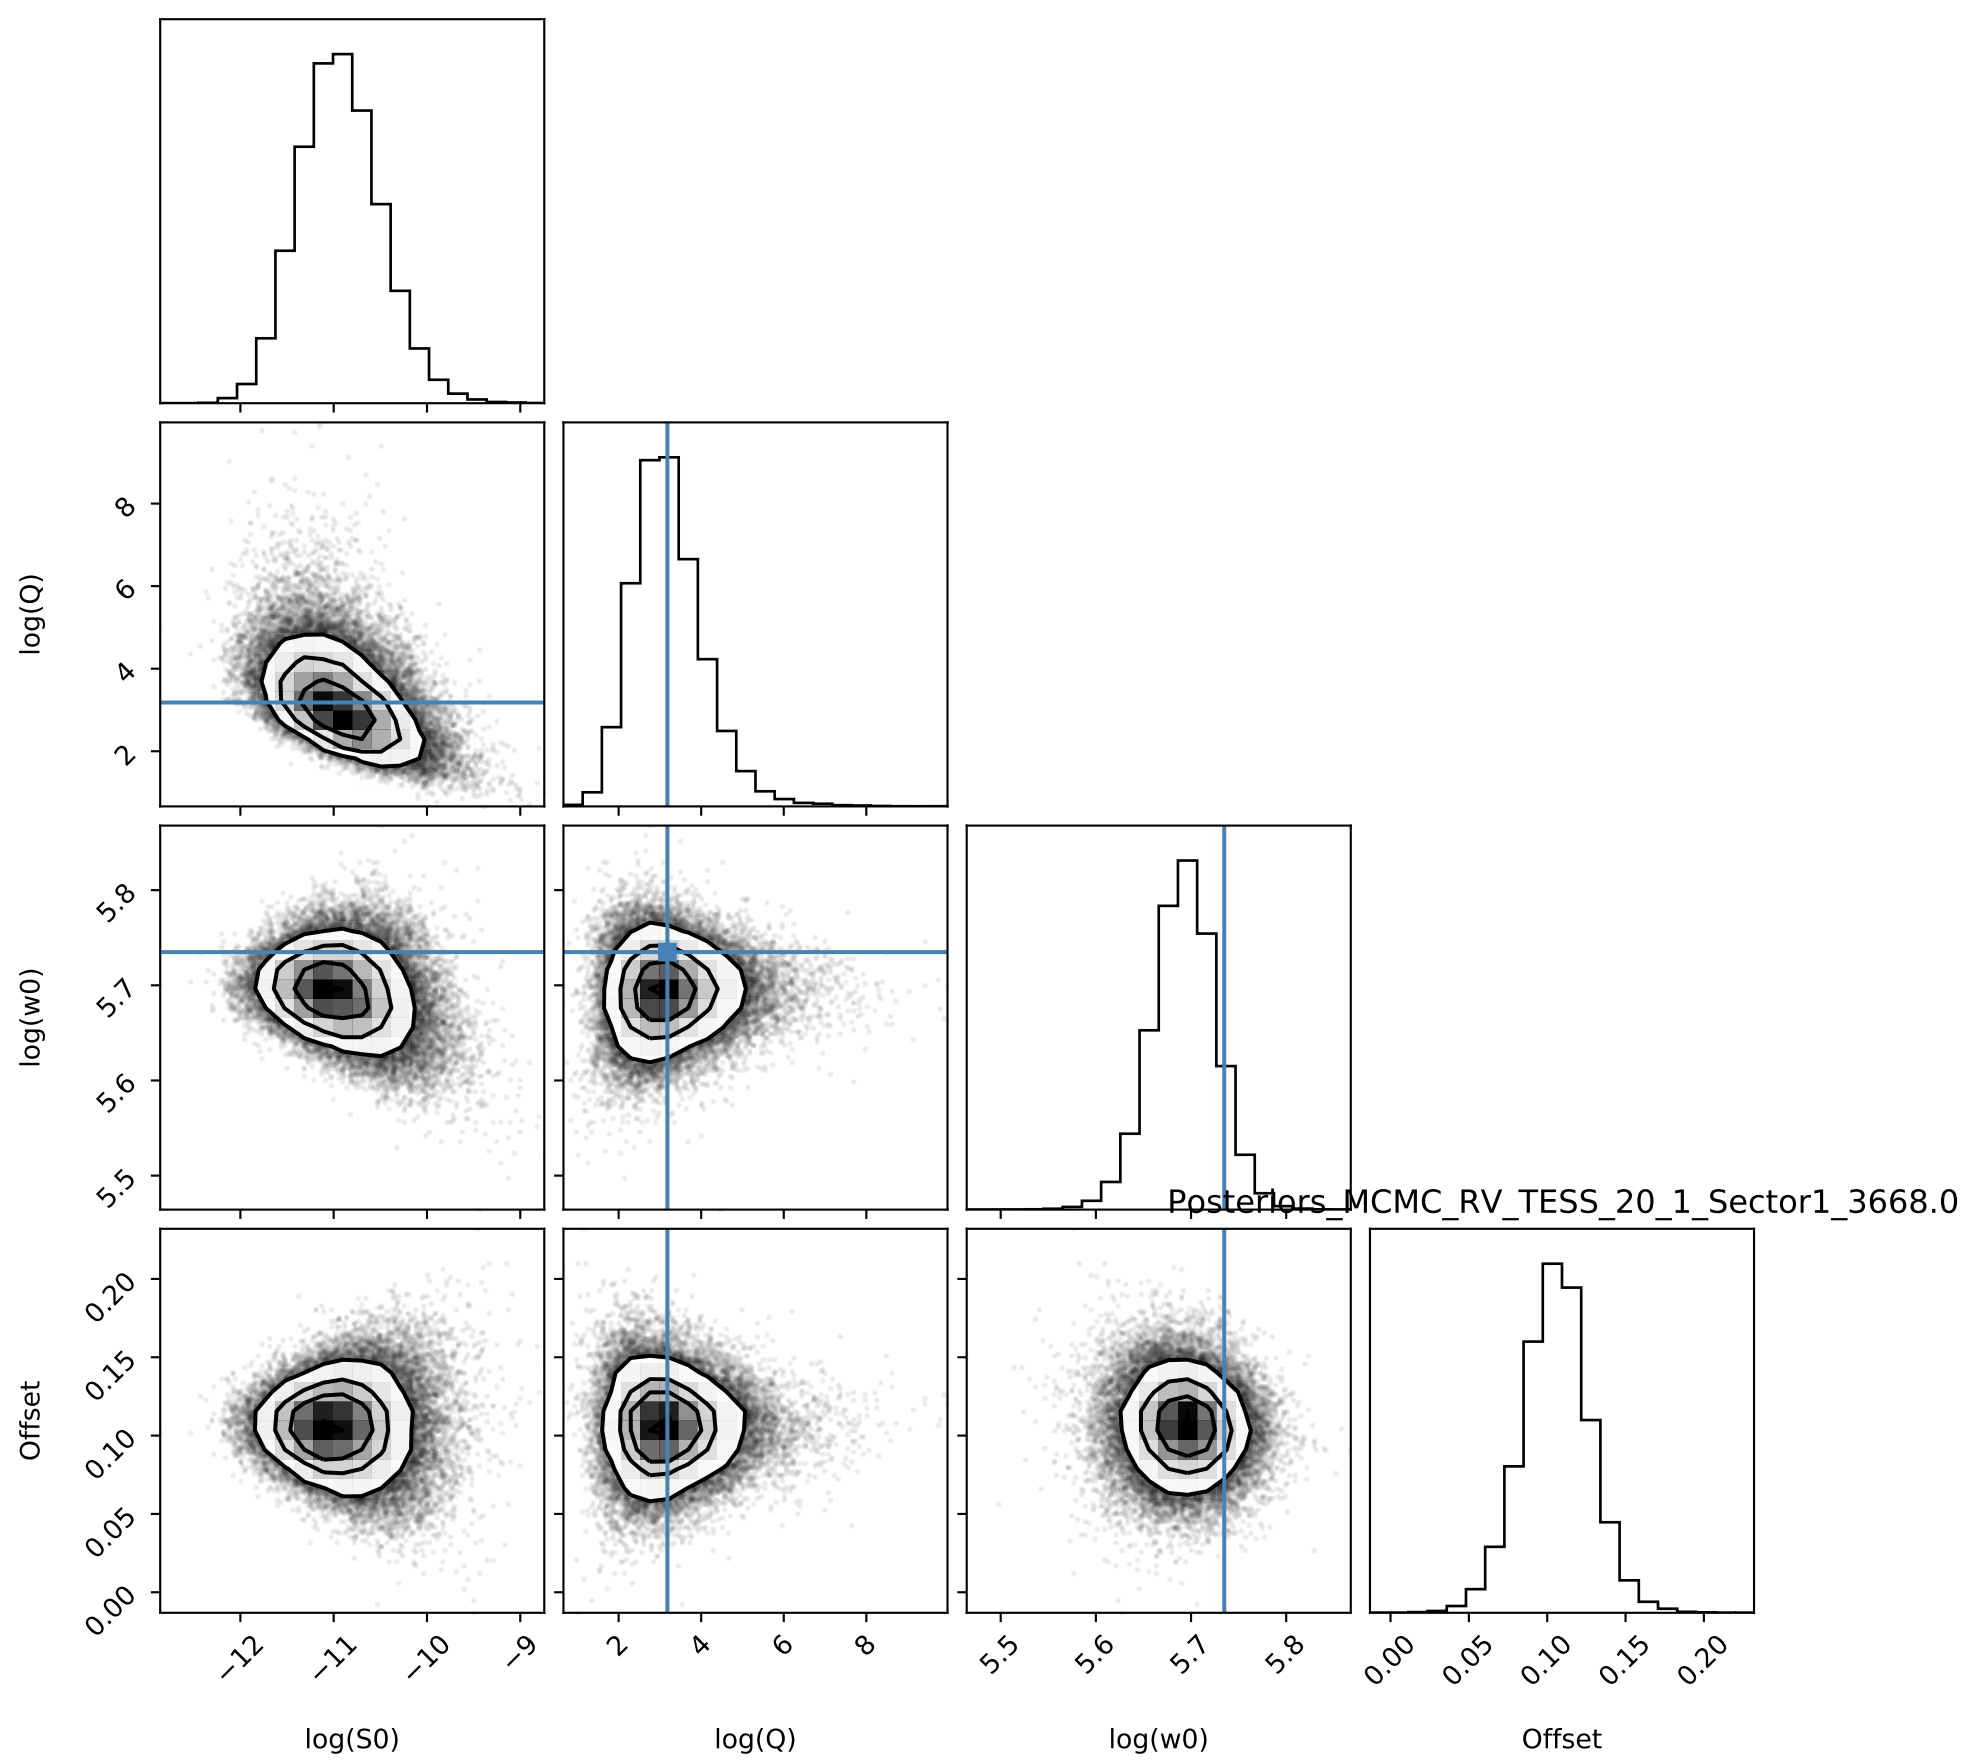 log(Q)
8
6
4
2
log(w0)
5.8
5.7
5.6
5.5
Posteriors_MCMC_RV_TESS_20_1_Sector1_3668.0
Offset
0.20
0.15
0.10
0.05
0.00
−12 −11 −10 −9 2 4 6 8 5.5 5.6 5.7 5.8 0.00 0.05 0.10 0.15 0.20
log(S0) log(Q) log(w0) Offset